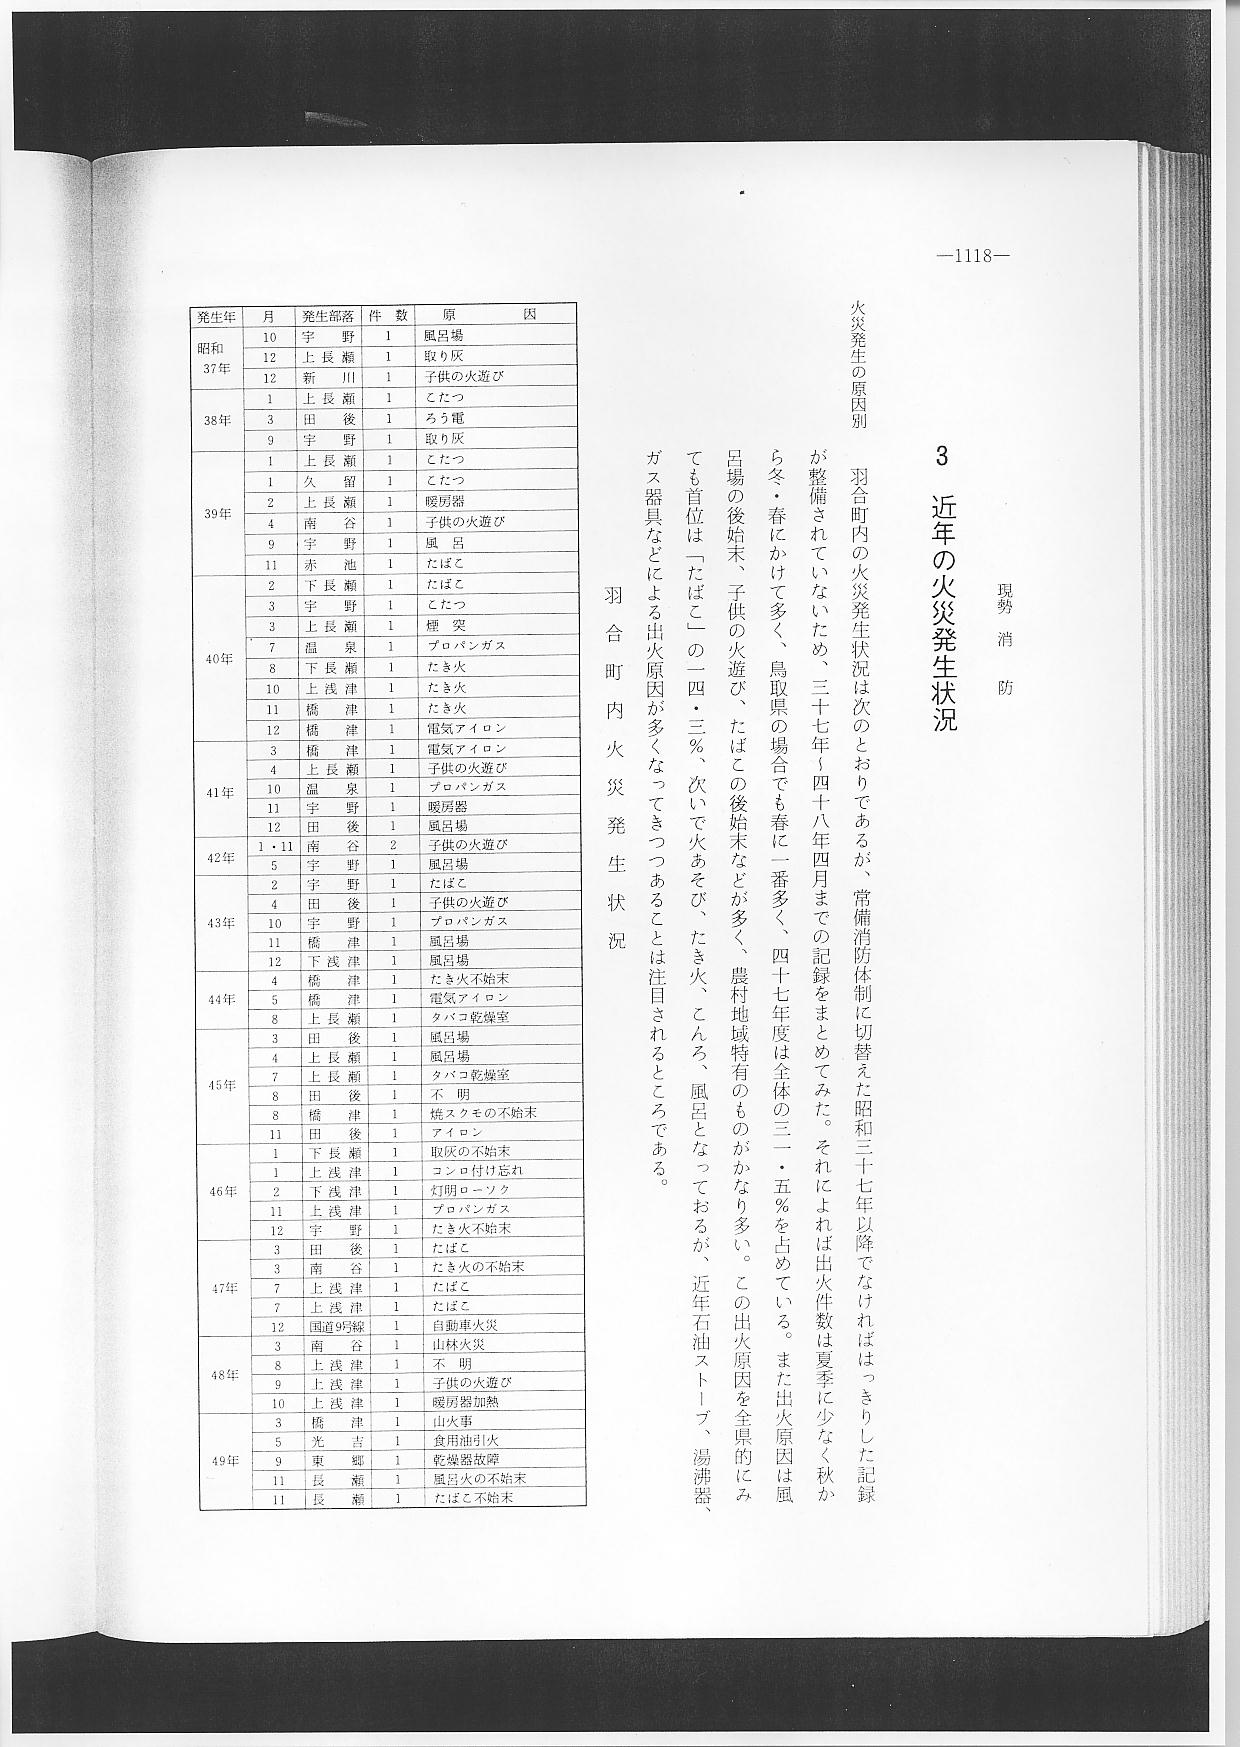 —1118—
現勢　消　防
3　近年の火災発生状況
火災発生の原因別
羽合町内の火災発生状況は次のとおりであるが、常備消防体制に切替えた昭和三十七年以降でなければはっきりした記録
が整備されていないため、三十七年～四十八年四月までの記録をまとめてみた。それによれば出火件数は夏季に少なく秋か
ら冬・春にかけて多く、鳥取県の場合でも春に一番多く、四十七年度は全体の三一・五％を占めている。また出火原因は風
呂場の後始末、子供の火遊び、たばこの後始末などが多く、農村地域特有のものがかなり多い。この出火原因を全県的にみ
ても首位は「たばこ」の一四・三％、次いで火あそび、たき火、こんろ、風呂となっておるが、近年石油ストーブ、湯沸器、
ガス器具などによる出火原因が多くなってきつつあることは注目されるところである。
羽合町内火災発生状況
発生年　月　発生部落　件　数　原　因
昭和37年　10　宇野　1　風呂場
12　上長瀬　1　取り灰
12　新川　1　子供の火遊び
38年　1　上長瀬　1　こたつ
3　田後　1　ろう電
9　宇野　1　取り灰
39年　1　上長瀬　1　こたつ
1　久留　1　こたつ
2　上長瀬　1　暖房器
4　南谷　1　子供の火遊び
9　宇野　1　風　呂
11　赤池　1　たばこ
40年　2　下長瀬　1　たばこ
3　宇野　1　こたつ
3　上長瀬　1　煙　突
7　温泉　1　プロパンガス
8　下長瀬　1　たき火
10　上浅津　1　たき火
11　橋津　1　たき火
12　橋津　1　電気アイロン
41年　3　橋津　1　電気アイロン
4　上長瀬　1　子供の火遊び
10　温泉　1　プロパンガス
11　宇野　1　暖房器
12　田後　1　風呂場
42年　1・11　南谷　2　子供の火遊び
5　宇野　1　風呂場
43年　2　宇野　1　たばこ
4　田後　1　子供の火遊び
10　宇野　1　プロパンガス
11　橋津　1　風呂場
12　下浅津　1　風呂場
44年　4　橋津　1　たき火不始末
5　橋津　1　電気アイロン
8　上長瀬　1　タバコ乾燥室
45年　3　田後　1　風呂場
4　上長瀬　1　風呂場
7　上長瀬　1　タバコ乾燥室
8　田後　1　不　明
8　橋津　1　焼スクモの不始末
11　田後　1　アイロン
46年　1　下長瀬　1　取灰の不始末
1　上浅津　1　コンロ付け忘れ
2　下浅津　1　灯明ローソク
11　上浅津　1　プロパンガス
12　宇野　1　たき火不始末
47年　3　田後　1　たばこ
3　南谷　1　たき火の不始末
7　上浅津　1　たばこ
7　上浅津　1　たばこ
12　国道9号線　1　自動車火災
48年　3　南谷　1　山林火災
8　上浅津　1　不　明
9　上浅津　1　子供の火遊び
10　上浅津　1　暖房器加熱
49年　3　橋津　1　山火事
5　光吉　1　食用油引火
9　東郷　1　乾燥器故障
11　長瀬　1　風呂火の不始末
11　長瀬　1　たばこ不始末